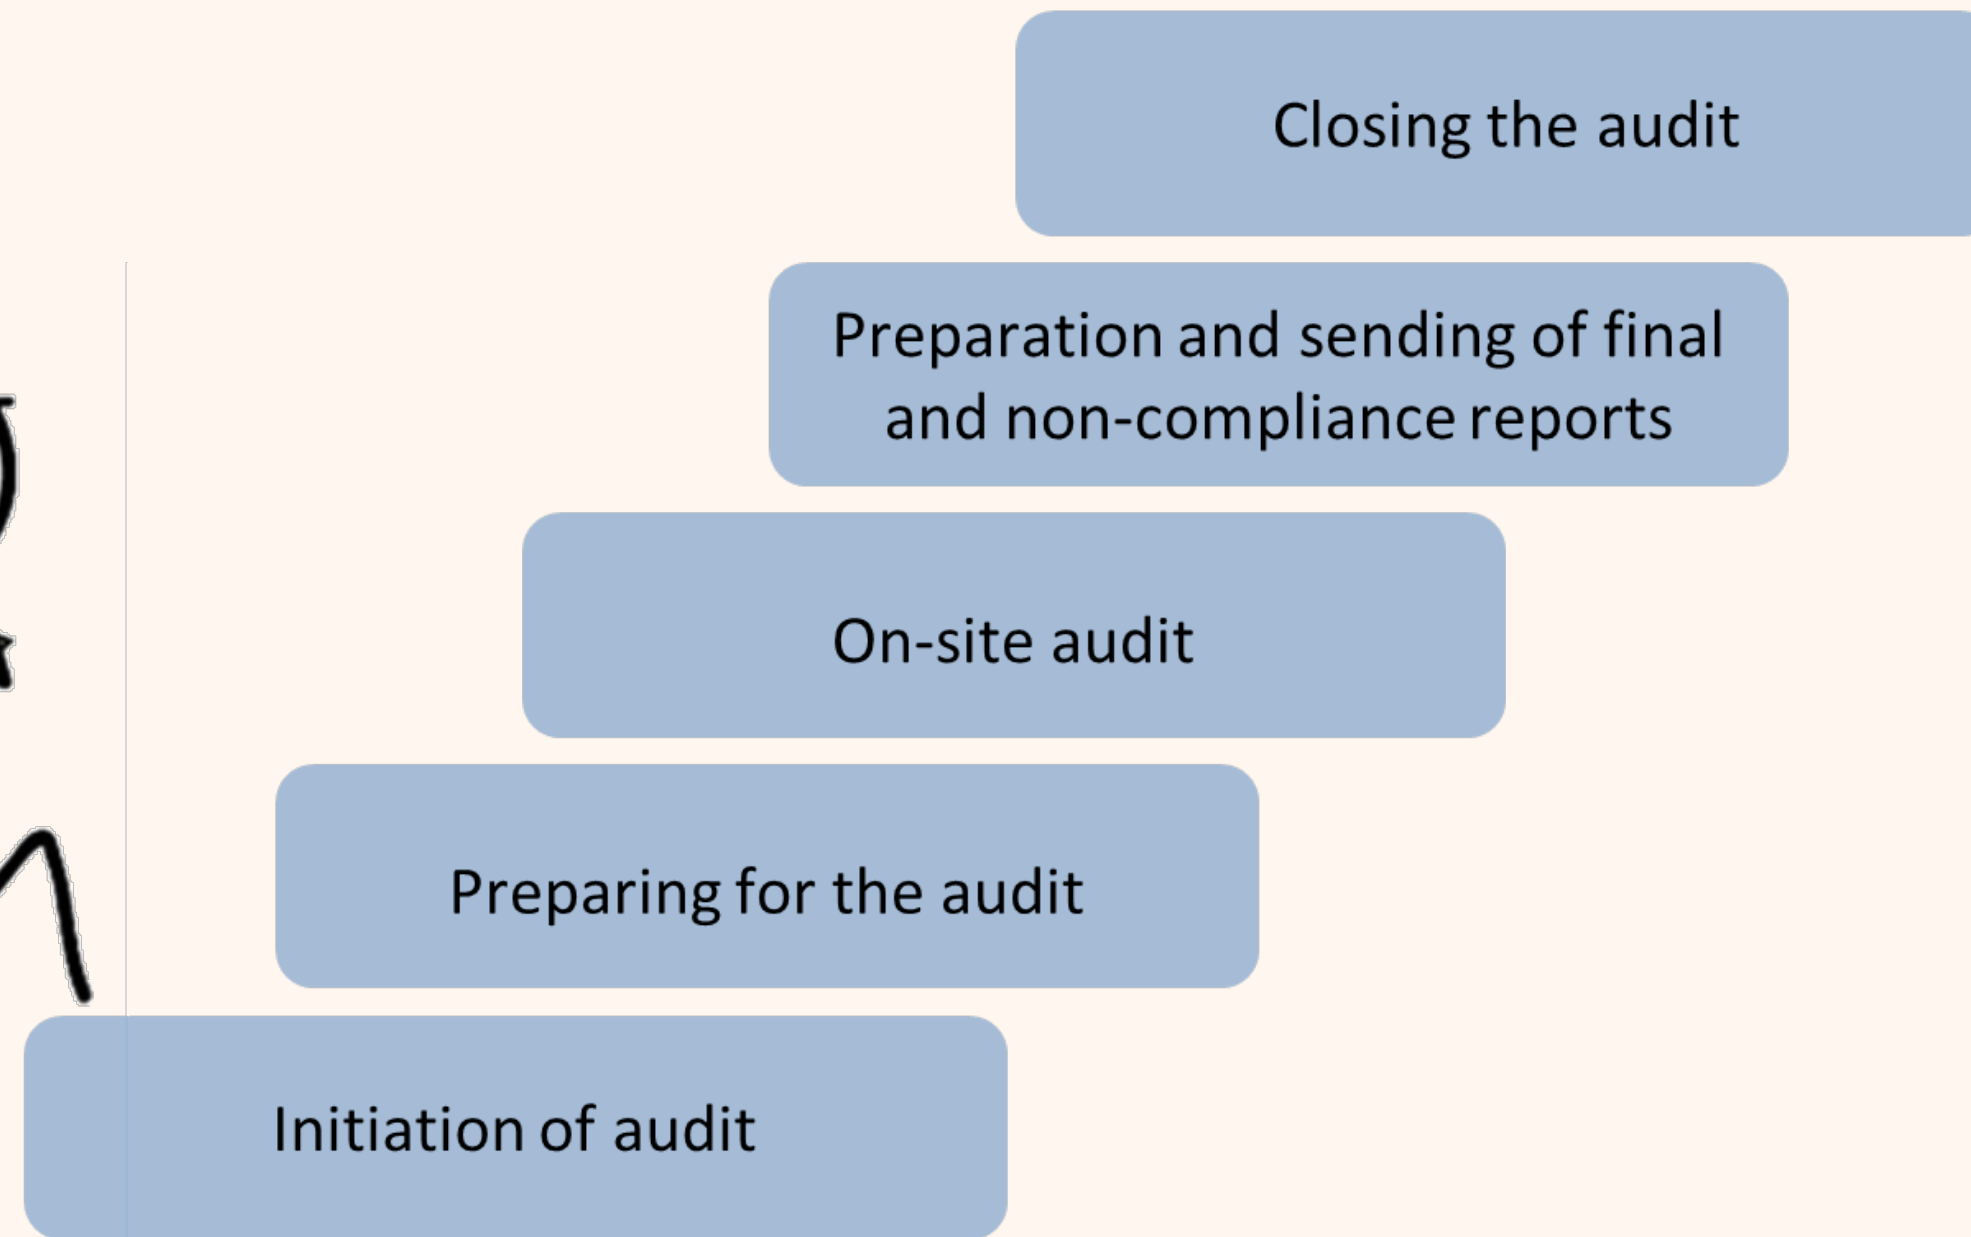 Closing the audit
Preparation and sending of final
and non-compliance reports
On-site audit
Preparing for the audit
Initiation of audit